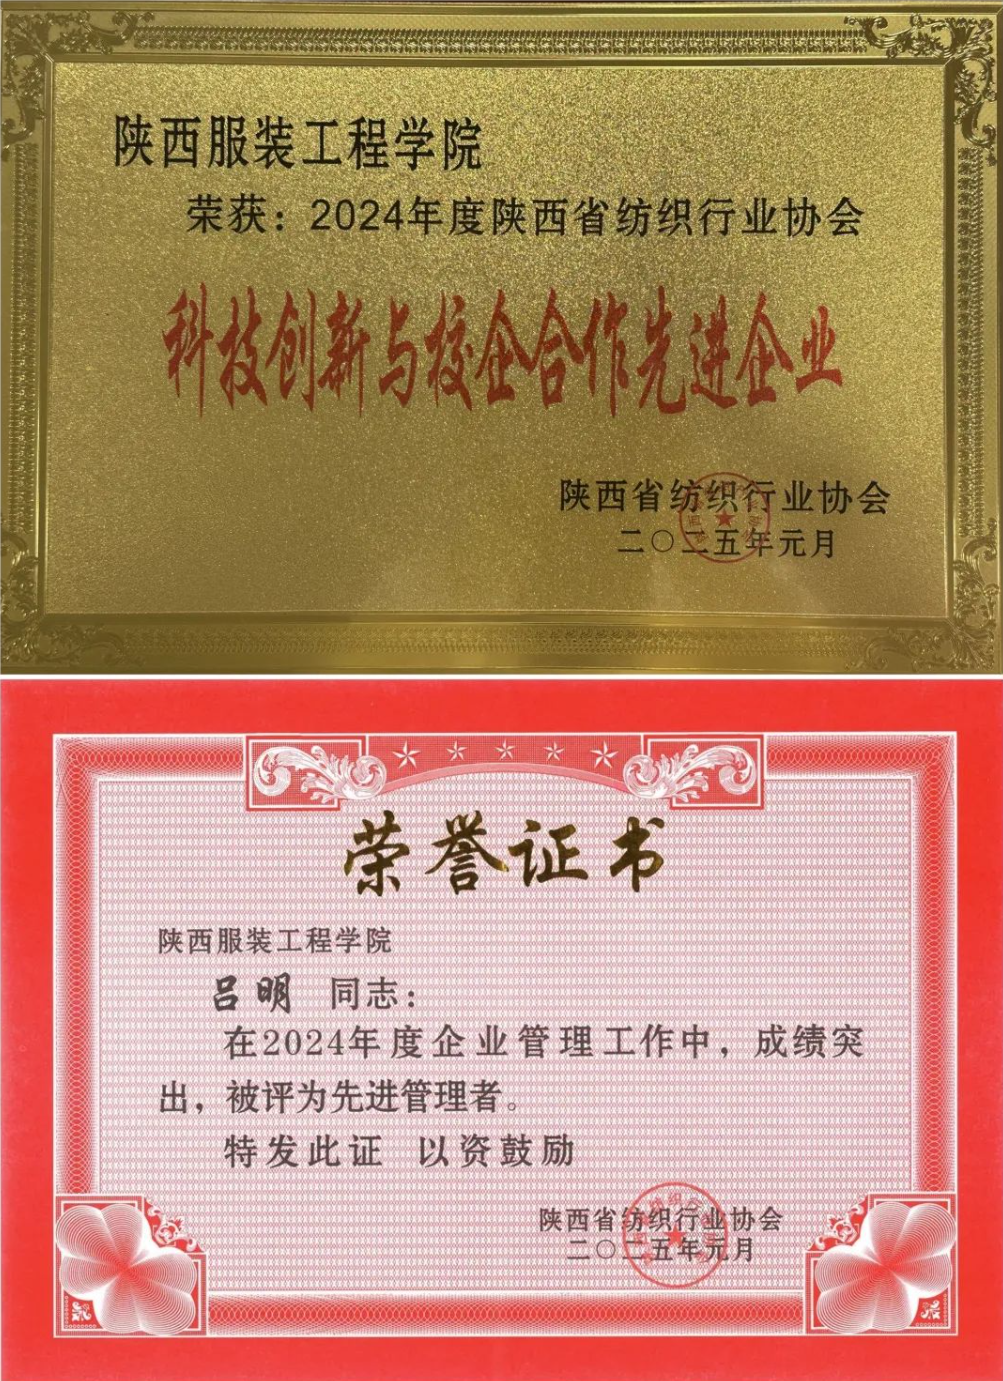 陕西服装工程学院
荣获：2024年度陕西省纺织行业协会
科技创新与校企合作先进企业
陕西省纺织行业协会
二〇二五年元月
荣誉证书
陕西服装工程学院
吕明 同志：
在2024年度企业管理工作中，成绩突
出，被评为先进管理者。
特发此证 以资鼓励
陕西省纺织行业协会
二〇二五年元月